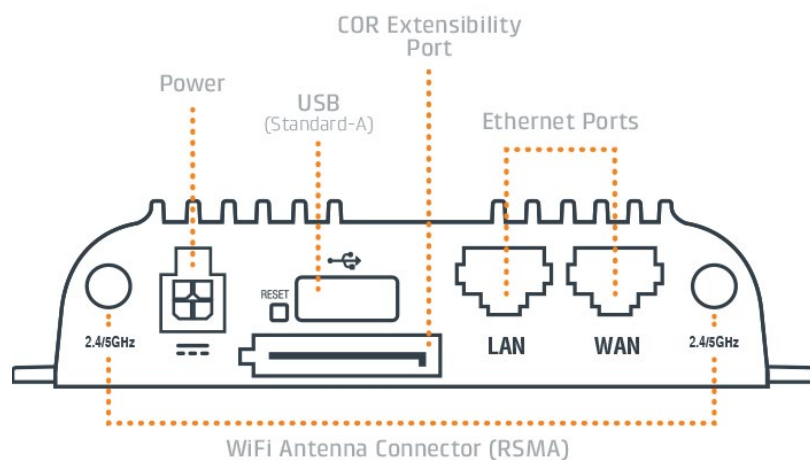 COR Extensibility
Port
Power
USB
(Standard-A)
Ethernet Ports
RESET
2.4/5GHz
LAN
WAN
2.4/5GHz
WiFi Antenna Connector (RSMA)